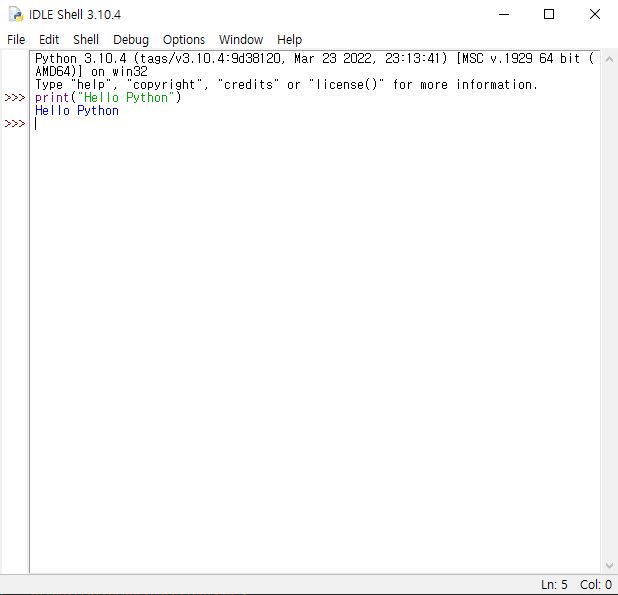 IDLE Shell 3.10.4
File Edit Shell Debug Options Window Help
Python 3.10.4 (tags/v3.10.4:9d38120, Mar 23 2022, 23:13:41) [MSC v.1929 64 bit (
AMD64)] on win32
Type "help", "copyright", "credits" or "license()" for more information.
>>> print("Hello Python")
Hello Python
>>>
Ln: 5 Col: 0